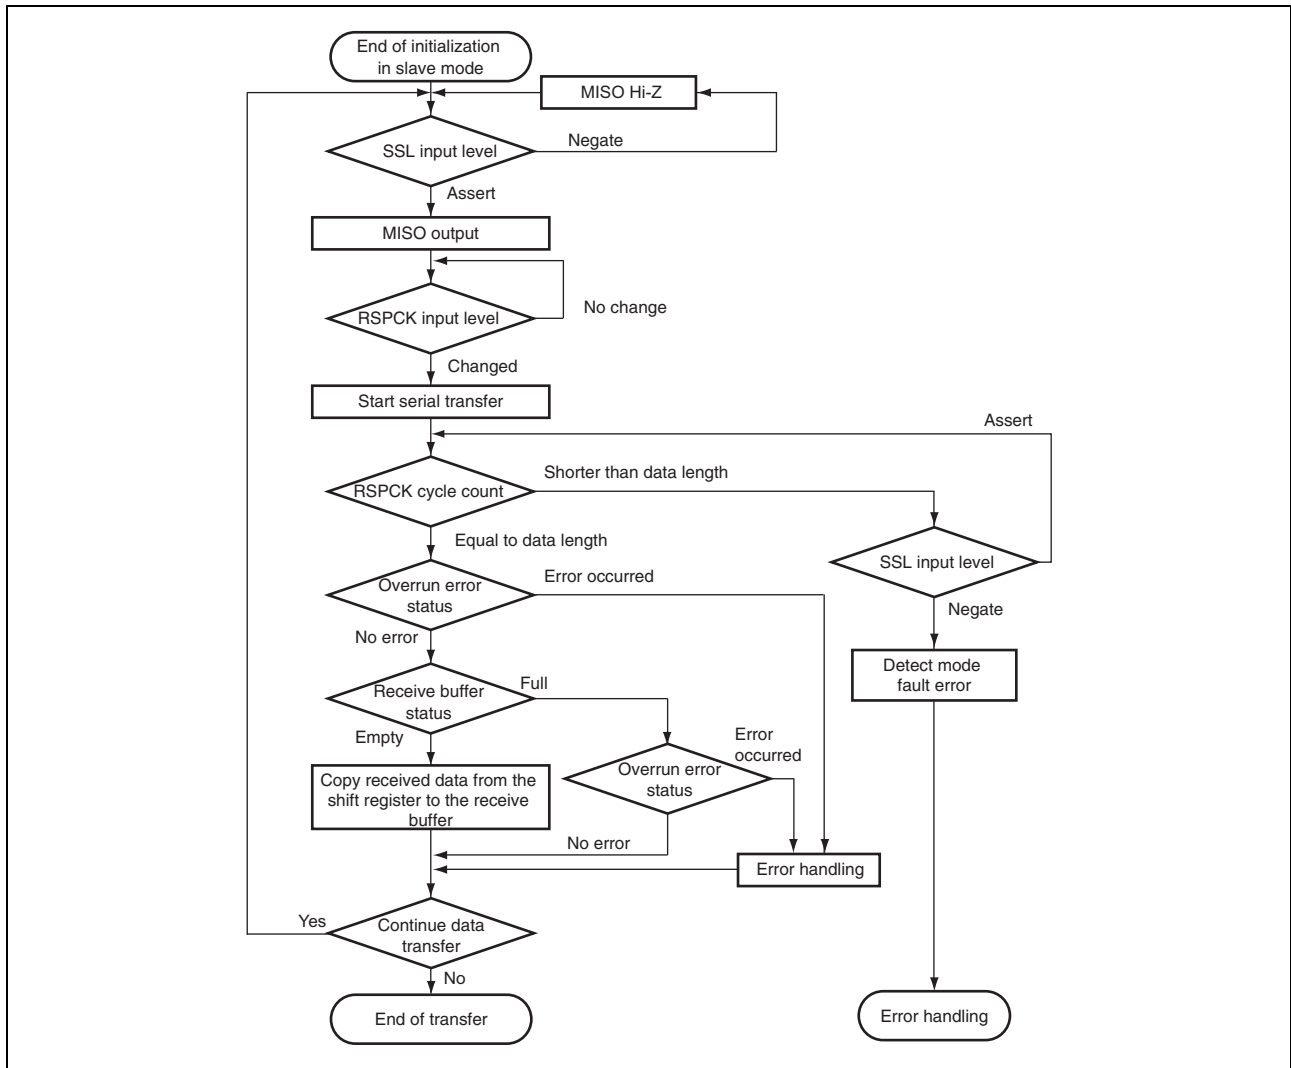 End of initialization
in slave mode
MISO Hi-Z
SSL input level
Negate
Assert
MISO output
RSPCK input level
No change
Changed
Start serial transfer
Assert
RSPCK cycle count
Shorter than data length
Equal to data length
SSL input level
Overrun error
status
Error occurred
Negate
No error
Detect mode
fault error
Receive buffer
status
Full
Empty
Error
occurred
Overrun error
status
Copy received data from the
shift register to the receive
buffer
No error
Error handling
Yes
Continue data
transfer
No
End of transfer
Error handling